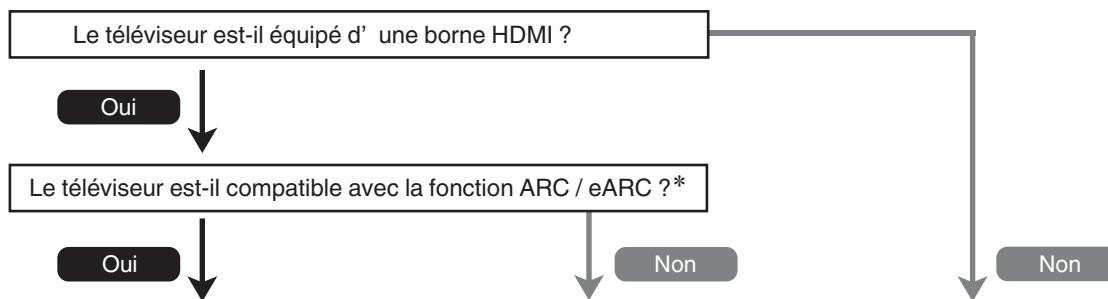 Le téléviseur est-il équipé d’ une borne HDMI ?
Oui
Le téléviseur est-il compatible avec la fonction ARC / eARC ?*
Oui
Non
Non